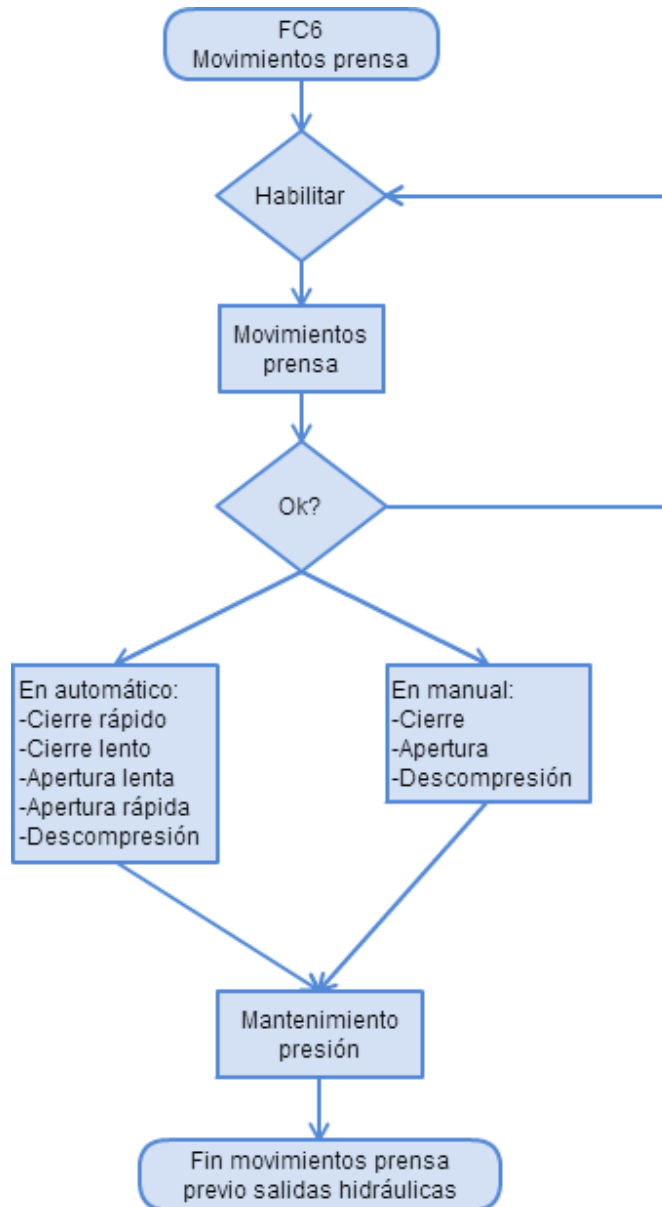 FC6
Movimientos prensa
Habilitar
Movimientos
prensa
Ok?
En automático:
-Cierre rápido
-Cierre lento
-Apertura lenta
-Apertura rápida
-Descompresión
En manual:
-Cierre
-Apertura
-Descompresión
Mantenimiento
presión
Fin movimientos prensa
previo salidas hidráulicas